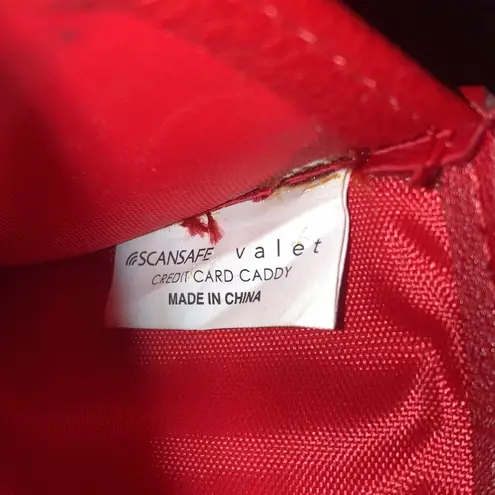 SCANSAFE valet
CREDIT CARD CADDY
MADE IN CHINA